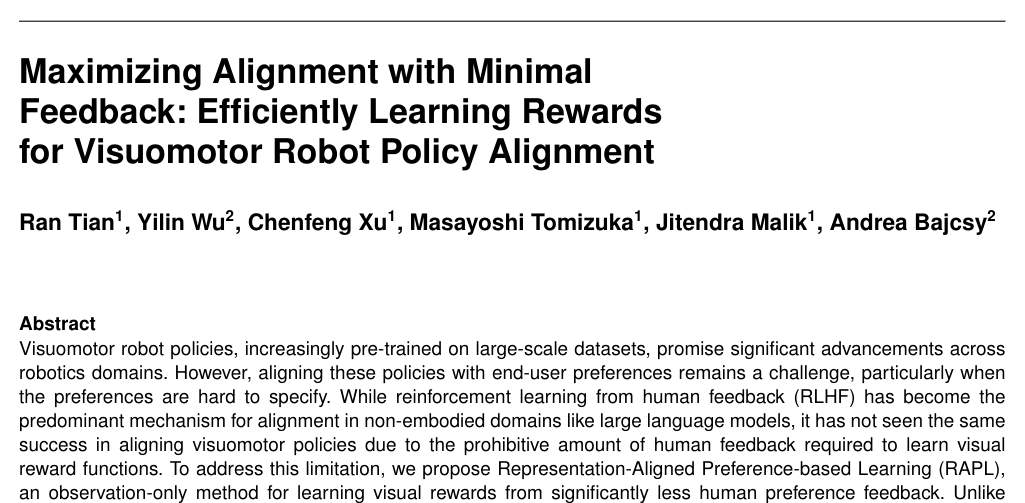 Maximizing Alignment with Minimal
Feedback: Efficiently Learning Rewards
for Visuomotor Robot Policy Alignment
Ran Tian1, Yilin Wu2, Chenfeng Xu1, Masayoshi Tomizuka1, Jitendra Malik1, Andrea Bajcsy2
Abstract
Visuomotor robot policies, increasingly pre-trained on large-scale datasets, promise significant advancements across
robotics domains. However, aligning these policies with end-user preferences remains a challenge, particularly when
the preferences are hard to specify. While reinforcement learning from human feedback (RLHF) has become the
predominant mechanism for alignment in non-embodied domains like large language models, it has not seen the same
success in aligning visuomotor policies due to the prohibitive amount of human feedback required to learn visual
reward functions. To address this limitation, we propose Representation-Aligned Preference-based Learning (RAPL),
an observation-only method for learning visual rewards from significantly less human preference feedback. Unlike